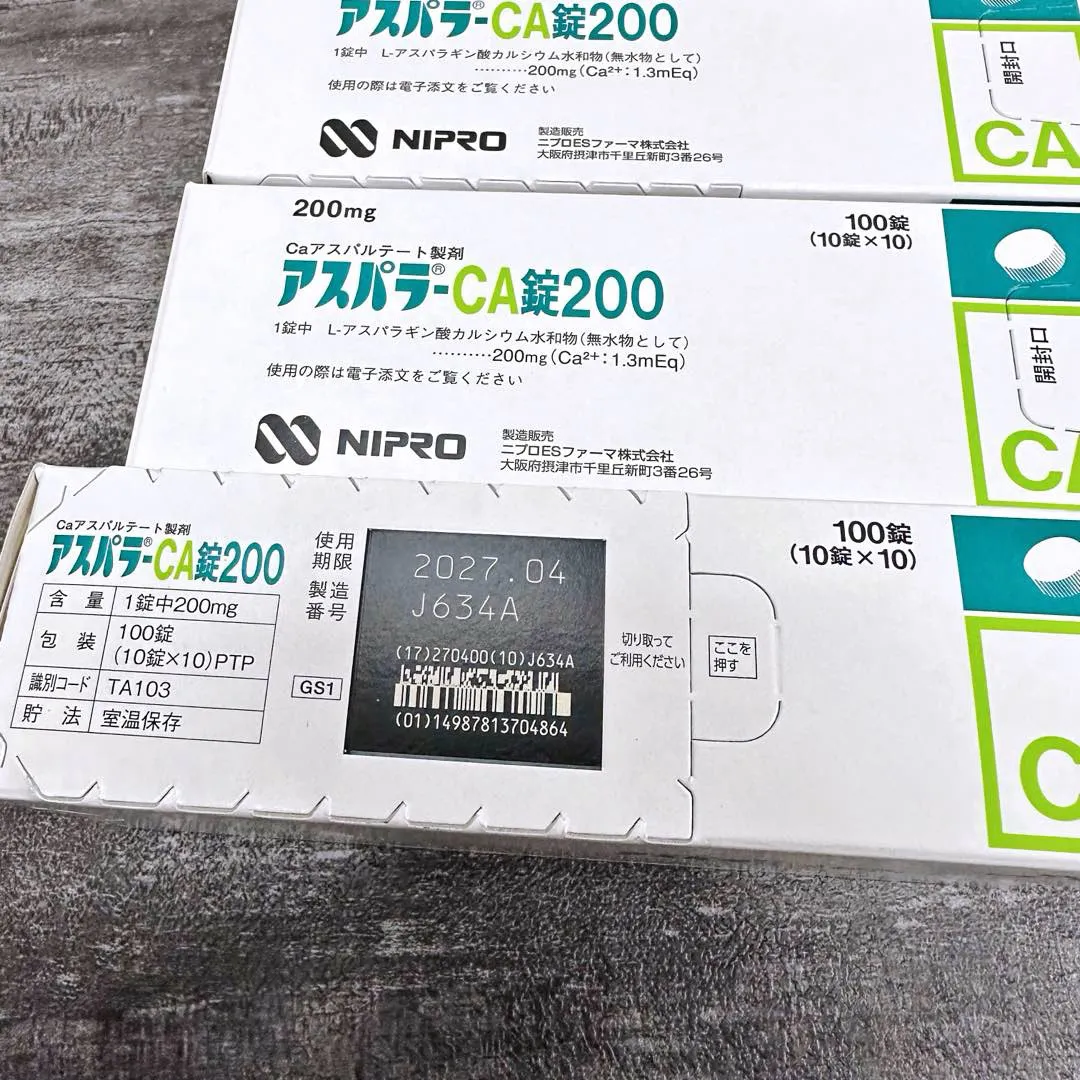 アスパラ®-CA錠200
1錠中 L-アスパラギン酸カルシウム水和物(無水物として)
………200mg(Ca²⁺:1.3mEq)
使用の際は電子添文をご覧ください
NIPRO
製造販売
ニプロESファーマ株式会社
大阪府摂津市千里丘新町3番26号
開封口
CA
200mg
100錠
(10錠×10)
Caアスパルテート製剤
アスパラ®-CA錠200
1錠中 L-アスパラギン酸カルシウム水和物(無水物として)
………200mg(Ca²⁺:1.3mEq)
使用の際は電子添文をご覧ください
NIPRO
製造販売
ニプロESファーマ株式会社
大阪府摂津市千里丘新町3番26号
開封口
CA
Caアスパルテート製剤
アスパラ®-CA錠200
含量 1錠中200mg
包装 100錠
(10錠×10)PTP
識別コード TA103
貯法 室温保存
使用
期限
製造
番号
GS1
2027.04
J634A
(17)270400(10)J634A
(01)14987813704864
切り取って
ご利用ください
ここを
押す
100錠
(10錠×10)
C